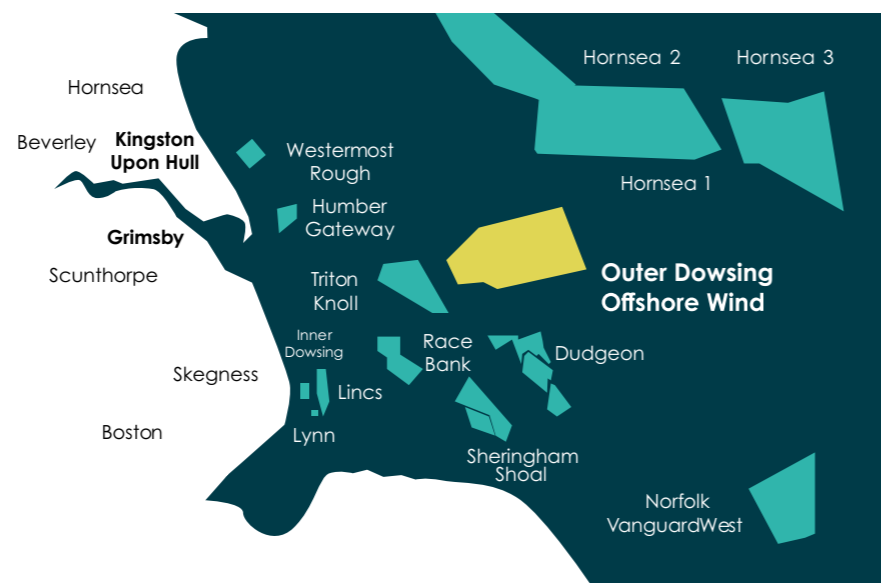 Hornsea 2
Hornsea 3
Hornsea
Beverley
Kingston
Upon Hull
Westermost
Rough
Hornsea 1
Humber
Gateway
Grimsby
Scunthorpe
Triton
Knoll
Outer Dowsing
Offshore Wind
Inner
Dowsing
Race
Bank
Dudgeon
Skegness
Lincs
Boston
Lynn
Sheringham
Shoal
Norfolk
VanguardWest